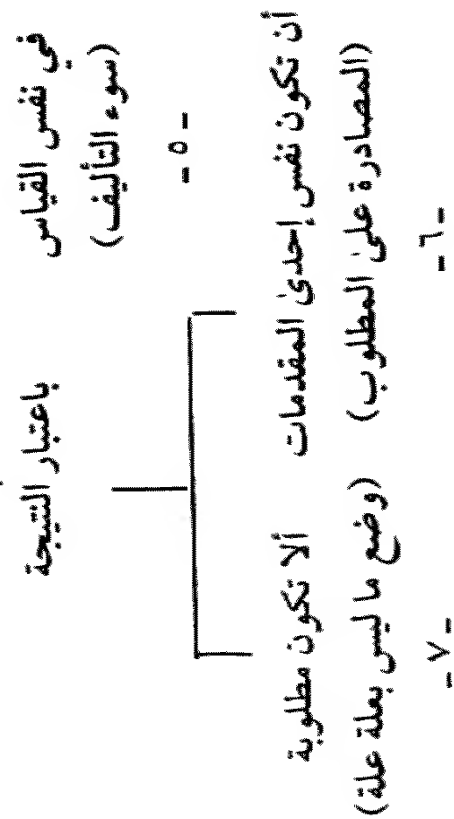 في نفس القياس
(سوء التأليف)
- ٥ -
باعتبار النتيجة
أن تكون نفس إحدىٰ المقدمات
(المصادرة علىٰ المطلوب)
- ٦ -
ألا تكون مطلوبة
(وضع ما ليس بعلة علة)
- ٧ -